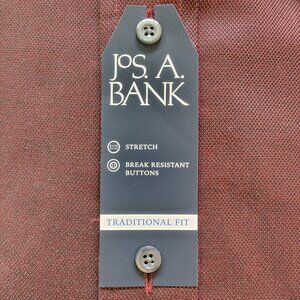 JOS. A.
BANK
STRETCH
BREAK RESISTANT
BUTTONS
TRADITIONAL FIT